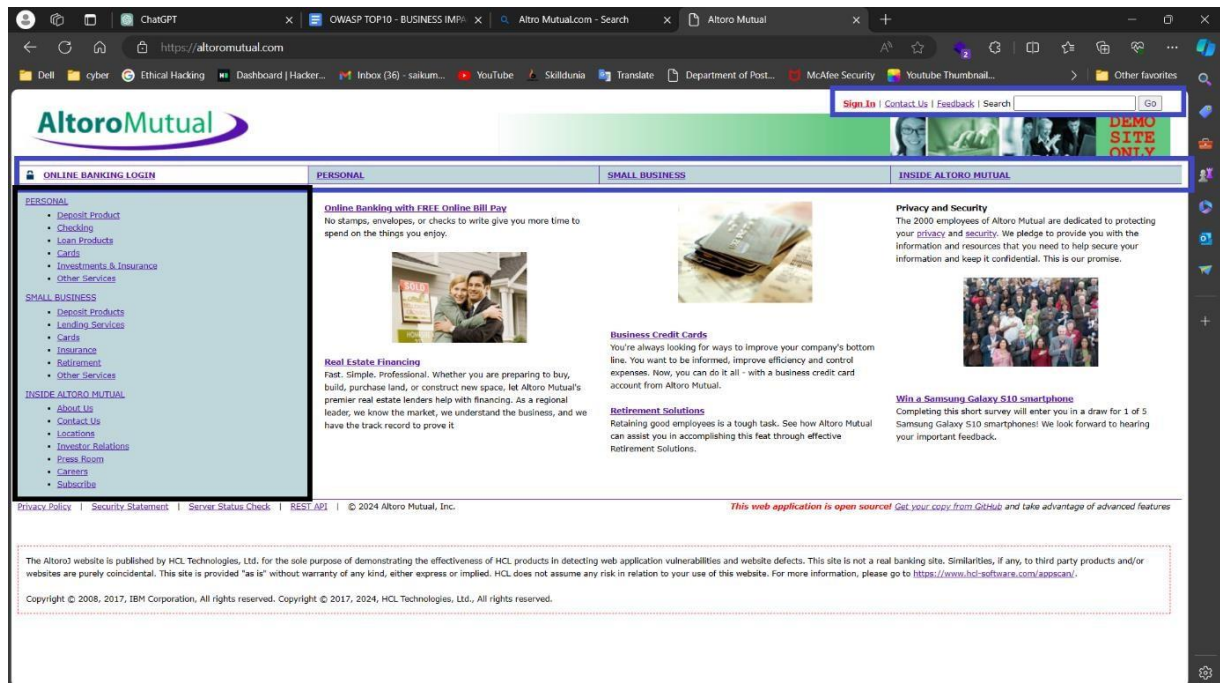 ChatGPT
OWASP TOP10 - BUSINESS IMPA
Altro Mutual.com - Search
Altoro Mutual
https://altoromutual.com
Dell
cyber
Ethical Hacking
Dashboard | Hacker...
Inbox (36) - saikum...
YouTube
Skilldunia
Translate
Department of Post...
McAfee Security
Youtube Thumbnail...
Other favorites
Sign In | Contact Us | Feedback | Search
Go
AltoroMutual
DEMO
SITE
ONLY
ONLINE BANKING LOGIN
PERSONAL
SMALL BUSINESS
INSIDE ALTORO MUTUAL
PERSONAL
Deposit Product
Checking
Loan Products
Cards
Investments & Insurance
Other Services
SMALL BUSINESS
Deposit Products
Lending Services
Cards
Insurance
Retirement
Other Services
INSIDE ALTORO MUTUAL
About Us
Contact Us
Locations
Investor Relations
Press Room
Careers
Subscribe
Online Banking with FREE Online Bill Pay
No stamps, envelopes, or checks to write give you more time to
spend on the things you enjoy.
SOLD
Real Estate Financing
Fast. Simple. Professional. Whether you are preparing to buy,
build, purchase land, or construct new space, let Altoro Mutual's
premier real estate lenders help with financing. As a regional
leader, we know the market, we understand the business, and we
have the track record to prove it
Business Credit Cards
You're always looking for ways to improve your company's bottom
line. You want to be informed, improve efficiency and control
expenses. Now, you can do it all - with a business credit card
account from Altoro Mutual.
Retirement Solutions
Retaining good employees is a tough task. See how Altoro Mutual
can assist you in accomplishing this feat through effective
Retirement Solutions.
Privacy and Security
The 2000 employees of Altoro Mutual are dedicated to protecting
your privacy and security. We pledge to provide you with the
information and resources that you need to help secure your
information and keep it confidential. This is our promise.
Win a Samsung Galaxy S10 smartphone
Completing this short survey will enter you in a draw for 1 of 5
Samsung Galaxy S10 smartphones! We look forward to hearing
your important feedback.
Privacy Policy | Security Statement | Server Status Check | REST API | © 2024 Altoro Mutual, Inc.
This web application is open source! Get your copy from GitHub and take advantage of advanced features
The AltoroJ website is published by HCL Technologies, Ltd. for the sole purpose of demonstrating the effectiveness of HCL products in detecting web application vulnerabilities and website defects. This site is not a real banking site. Similarities, if any, to third party products and/or
websites are purely coincidental. This site is provided "as is" without warranty of any kind, either express or implied. HCL does not assume any risk in relation to your use of this website. For more information, please go to https://www.hcl-software.com/appscan/.
Copyright © 2008, 2017, IBM Corporation, All rights reserved. Copyright © 2017, 2024, HCL Technologies, Ltd., All rights reserved.